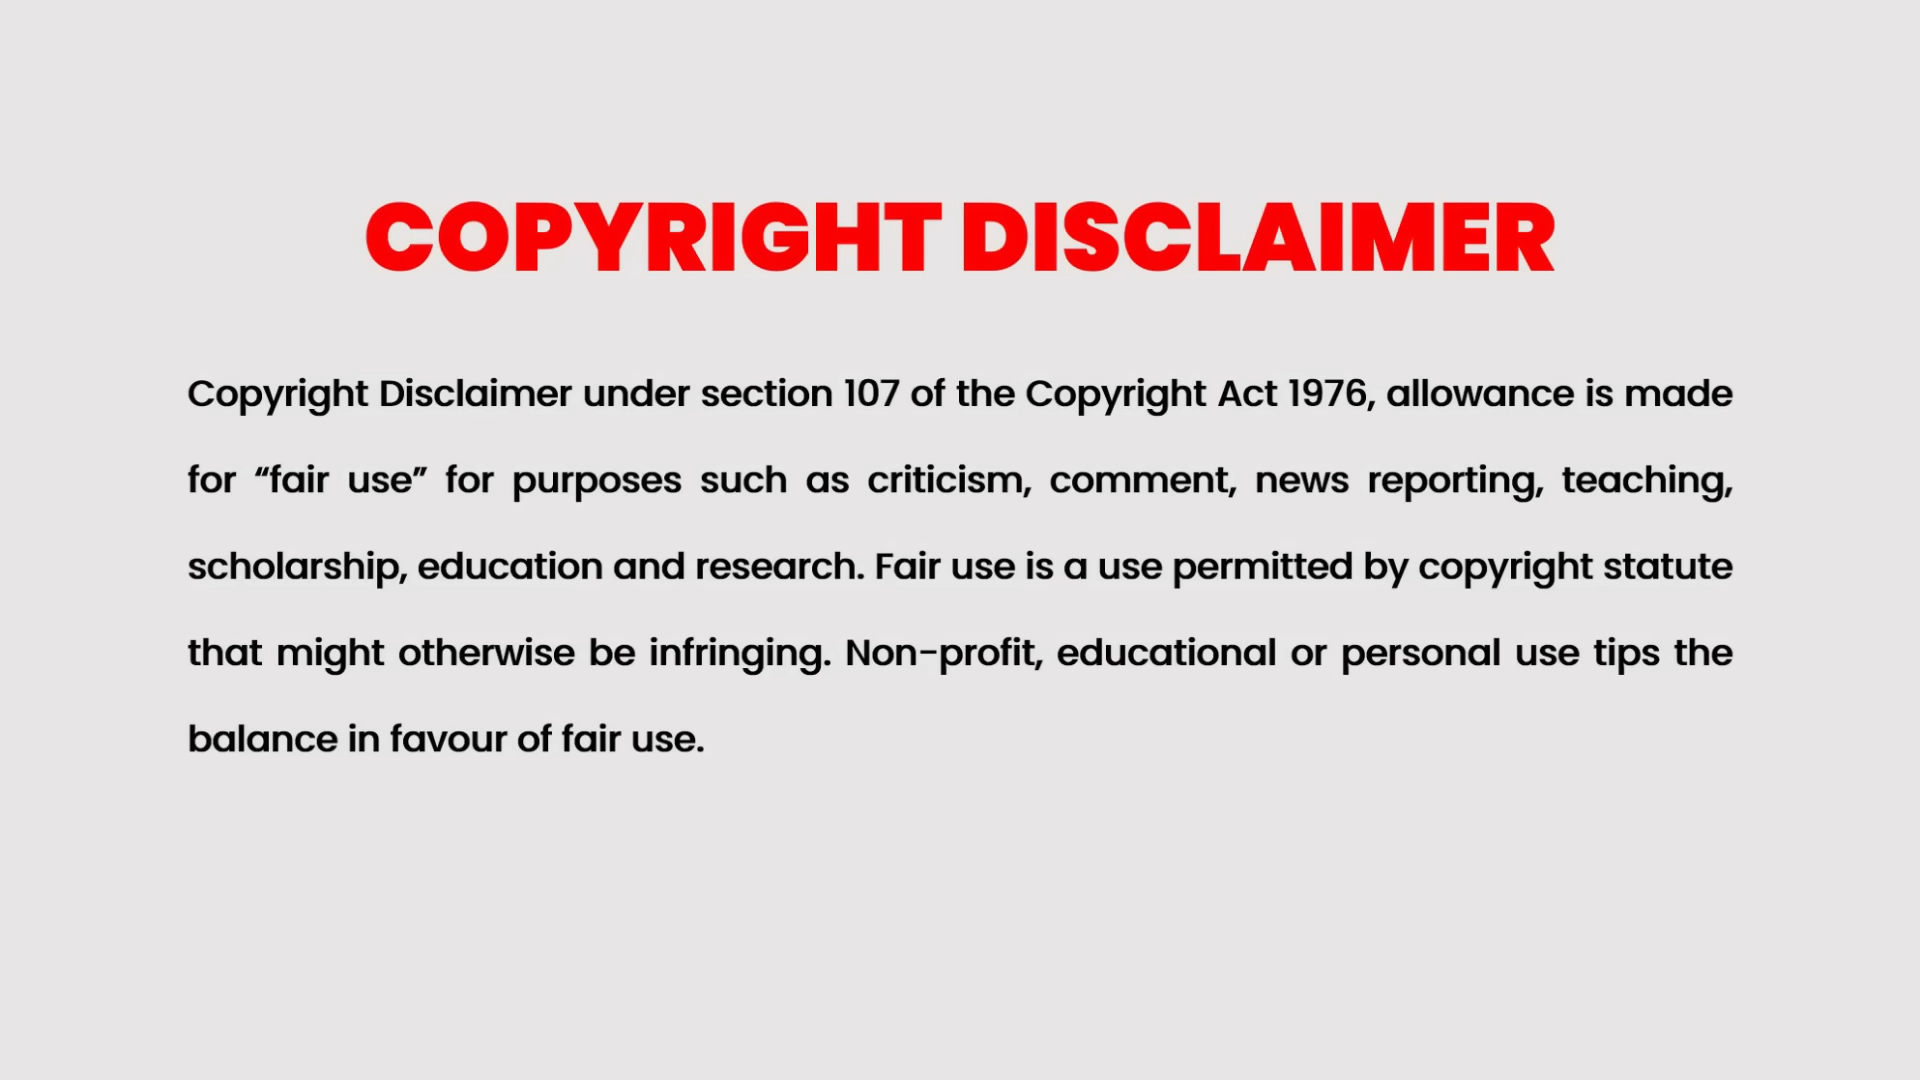 COPYRIGHT DISCLAIMER
Copyright Disclaimer under section 107 of the Copyright Act 1976, allowance is made
for “fair use” for purposes such as criticism, comment, news reporting, teaching,
scholarship, education and research. Fair use is a use permitted by copyright statute
that might otherwise be infringing. Non-profit, educational or personal use tips the
balance in favour of fair use.